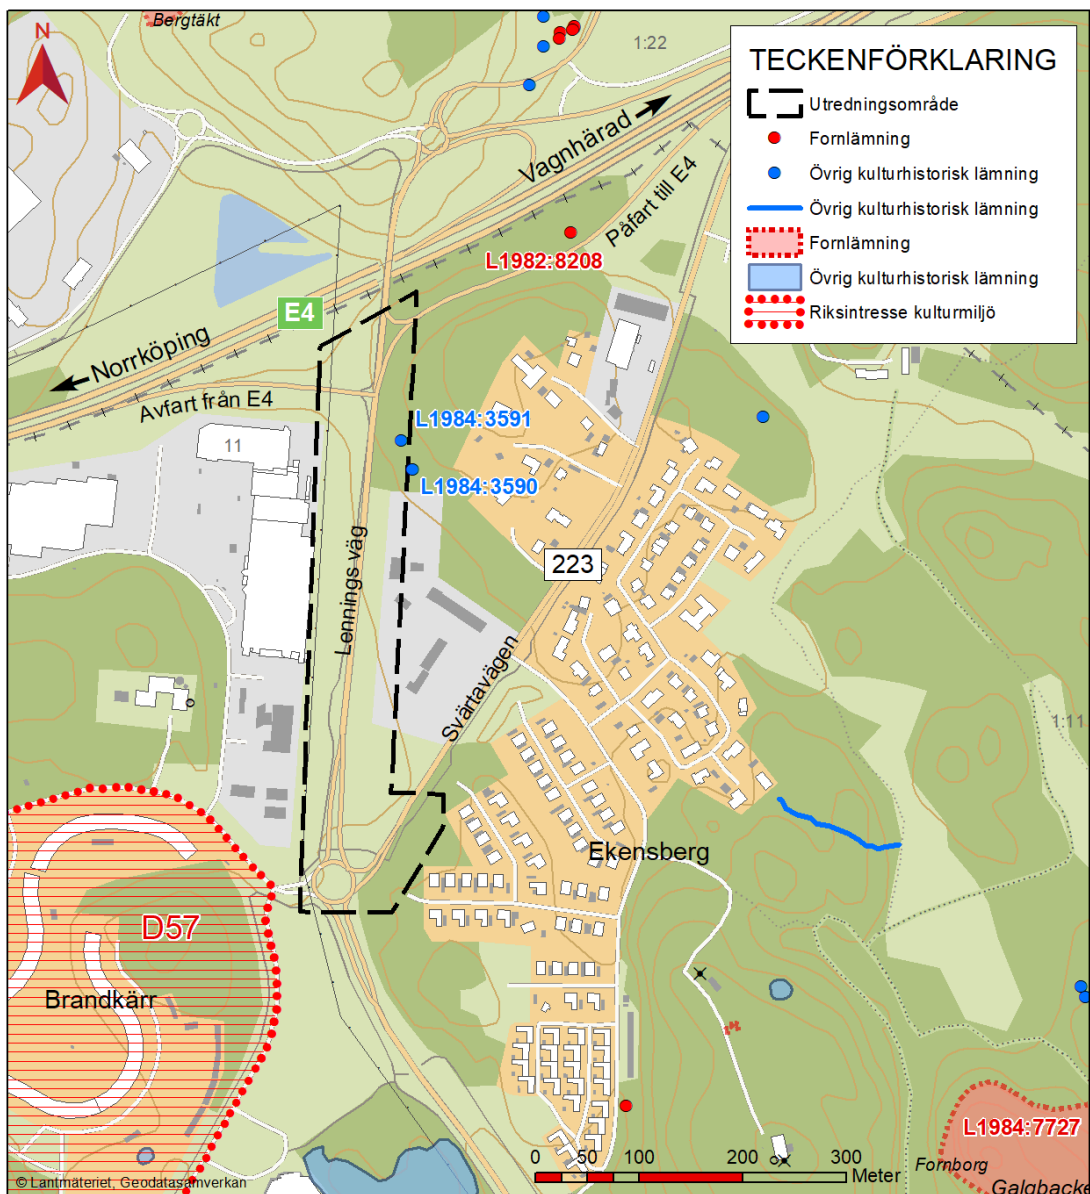 Bergtäkt
N
1:22
TECKENFÖRKLARING
Utredningsområde
Fornlämning
Övrig kulturhistorisk lämning
Övrig kulturhistorisk lämning
Fornlämning
Övrig kulturhistorisk lämning
Riksintresse kulturmiljö
Vagnhärad
Påfart till E4
L1982:8208
E4
Norrköping
Avfart från E4
L1984:3591
11
L1984:3590
Lennings väg
223
Svärtavägen
1:11
Ekensberg
D57
Brandkärr
L1984:7727
0 50 100 200 300
Meter
Fornborg
Galgbacke
© Lantmäteriet, Geodatasamverkan